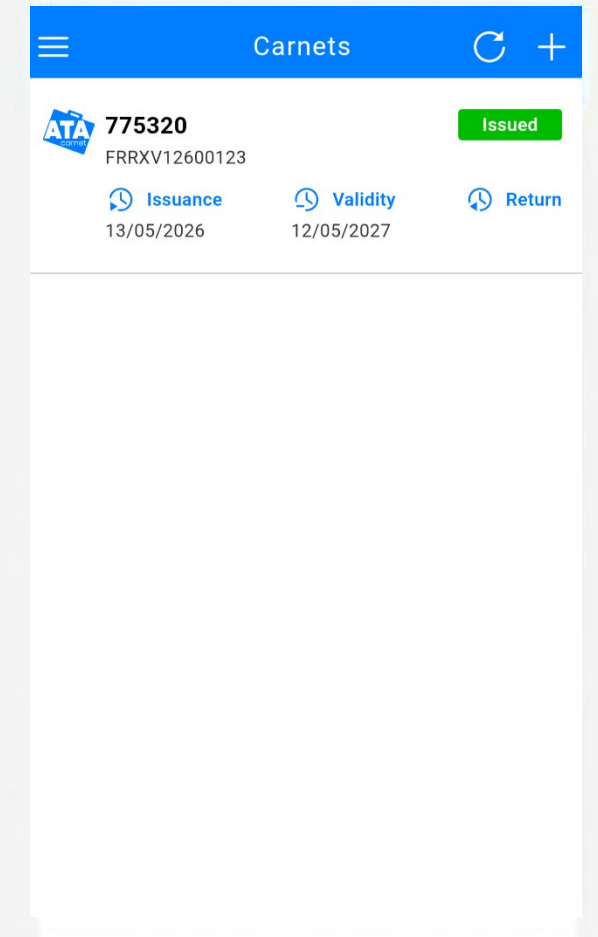 Carnets
ATA carnet
775320
Issued
FRRXV12600123
Issuance Validity Return
13/05/2026 12/05/2027